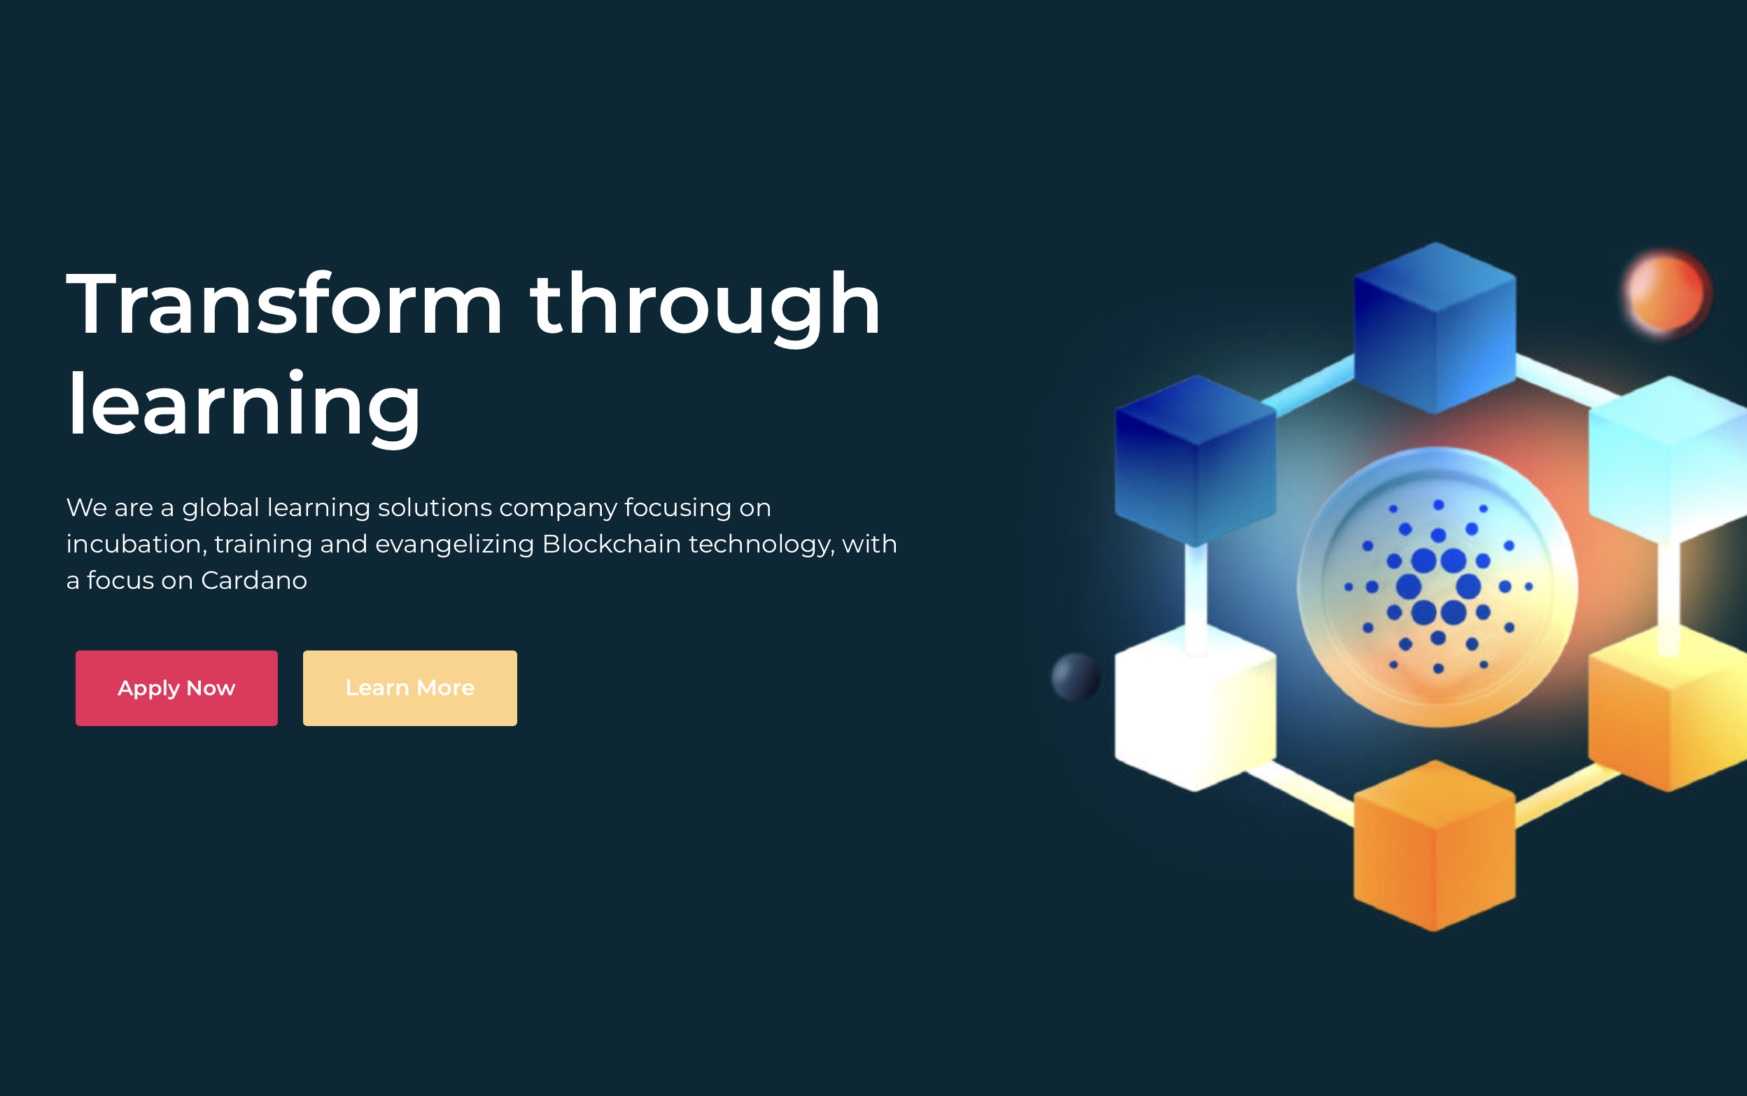 Transform through
learning
We are a global learning solutions company focusing on
incubation, training and evangelizing Blockchain technology, with
a focus on Cardano
Apply Now
Learn More